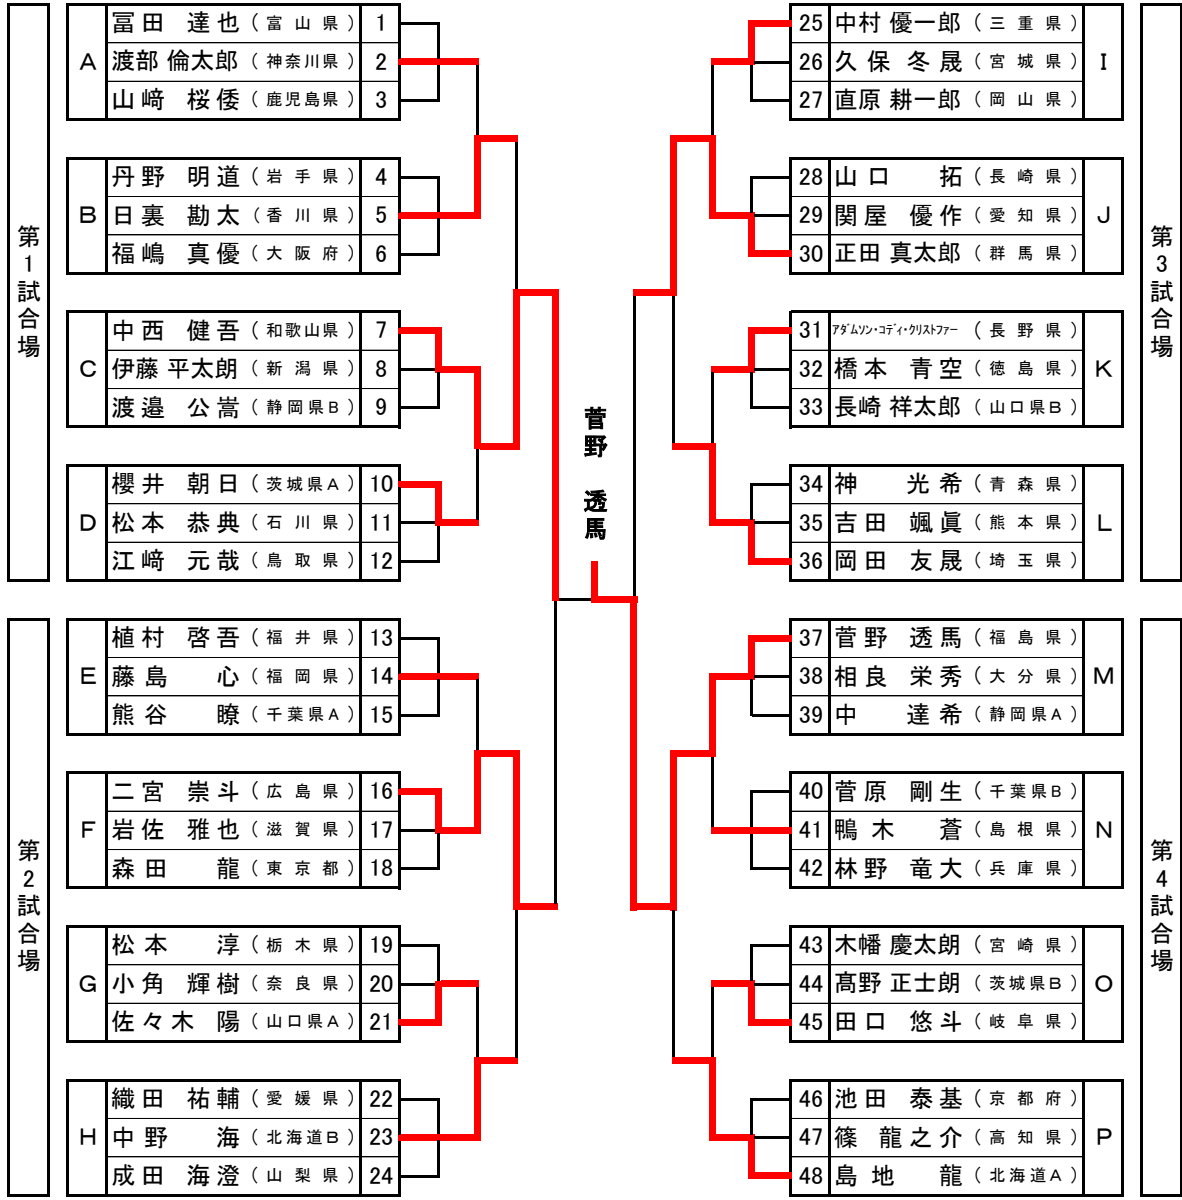 第1試合場
A
冨田 達也 (富山県) 1
渡部 倫太郎 (神奈川県) 2
山﨑 桜倭 (鹿児島県) 3
B
丹野 明道 (岩手県) 4
日裏 勘太 (香川県) 5
福嶋 真優 (大阪府) 6
C
中西 健吾 (和歌山県) 7
伊藤 平太朗 (新潟県) 8
渡邉 公嵩 (静岡県B) 9
D
櫻井 朝日 (茨城県A) 10
松本 恭典 (石川県) 11
江﨑 元哉 (鳥取県) 12
第2試合場
E
植村 啓吾 (福井県) 13
藤島 心 (福岡県) 14
熊谷 瞭 (千葉県A) 15
F
二宮 崇斗 (広島県) 16
岩佐 雅也 (滋賀県) 17
森田 龍 (東京都) 18
G
松本 淳 (栃木県) 19
小角 輝樹 (奈良県) 20
佐々木 陽 (山口県A) 21
H
織田 祐輔 (愛媛県) 22
中野 海 (北海道B) 23
成田 海澄 (山梨県) 24
菅野 透馬
25 中村 優一郎 (三重県)
26 久保 冬晟 (宮城県)
27 直原 耕一郎 (岡山県)
I
28 山口 拓 (長崎県)
29 関屋 優作 (愛知県)
30 正田 真太郎 (群馬県)
J
31 アダムソン・コディ・クリストファー (長野県)
32 橋本 青空 (徳島県)
33 長崎 祥太郎 (山口県B)
K
34 神 光希 (青森県)
35 吉田 颯眞 (熊本県)
36 岡田 友晟 (埼玉県)
L
第3試合場
37 菅野 透馬 (福島県)
38 相良 栄秀 (大分県)
39 中 達希 (静岡県A)
M
40 菅原 剛生 (千葉県B)
41 鴨木 蒼 (島根県)
42 林野 竜大 (兵庫県)
N
43 木幡 慶太朗 (宮崎県)
44 髙野 正士朗 (茨城県B)
45 田口 悠斗 (岐阜県)
O
46 池田 泰基 (京都府)
47 篠 龍之介 (高知県)
48 島地 龍 (北海道A)
P
第4試合場